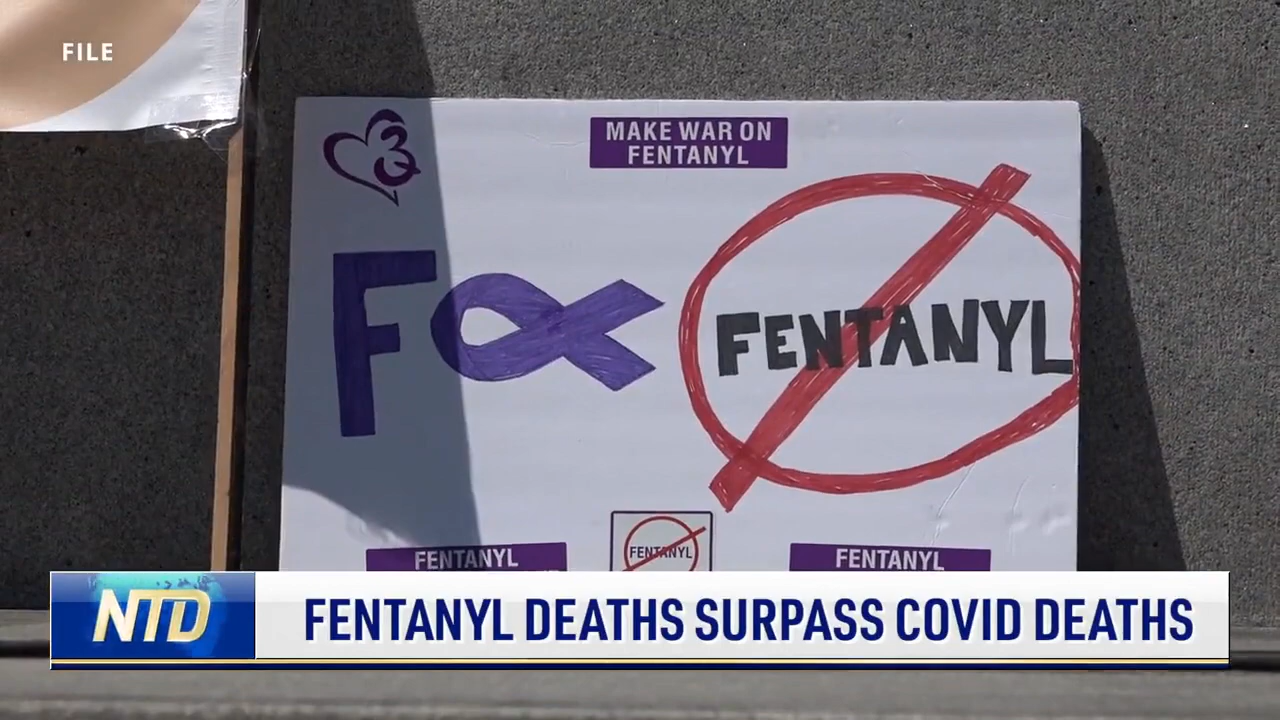 FILE
MAKE WAR ON
FENTANYL
F
FENTANYL
FENTANYL
FENTANYL
FENTANYL
NTD
FENTANYL DEATHS SURPASS COVID DEATHS